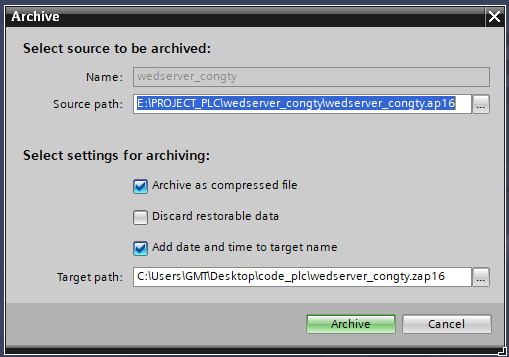 Archive
Select source to be archived:
Name: wedserver_congty
Source path: E:\PROJECT_PLC\wedserver_congty\wedserver_congty.ap16 ...
Select settings for archiving:
Archive as compressed file
Discard restorable data
Add date and time to target name
Target path: C:\Users\GMT\Desktop\code_plc\wedserver_congty.zap16 ...
Archive Cancel